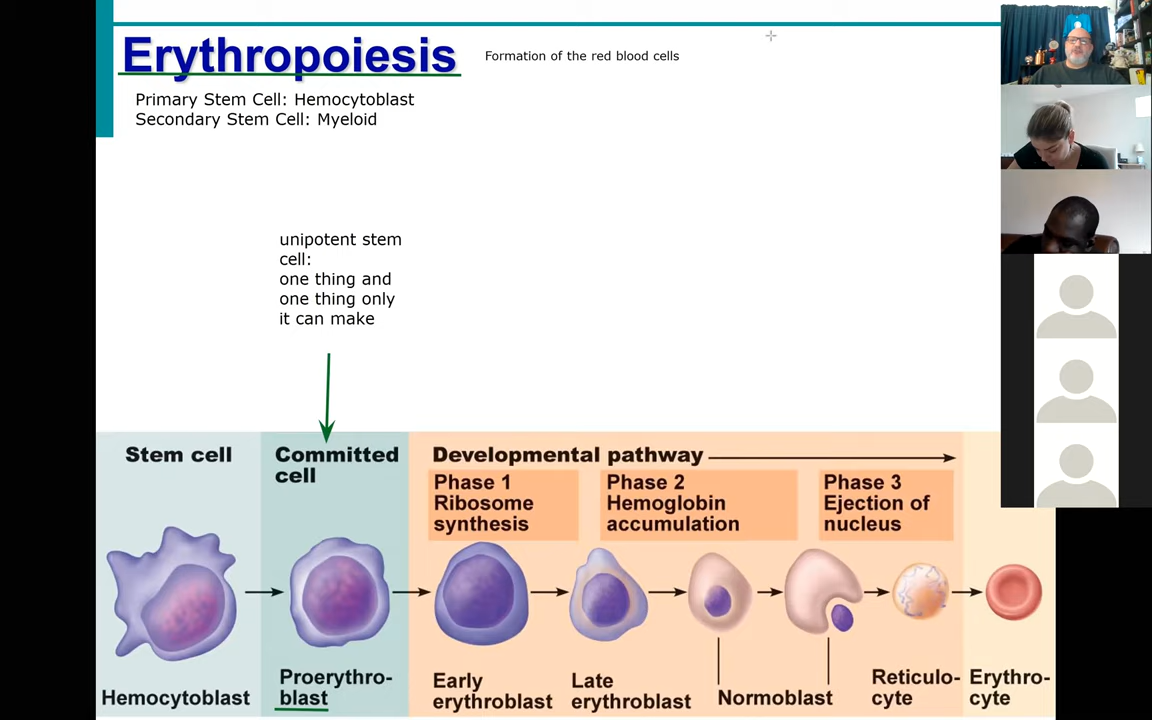 Erythropoiesis
Formation of the red blood cells
Primary Stem Cell: Hemocytoblast
Secondary Stem Cell: Myeloid
unipotent stem
cell:
one thing and
one thing only
it can make
Stem cell
Committed
cell
Developmental pathway
Phase 1
Ribosome
synthesis
Phase 2
Hemoglobin
accumulation
Phase 3
Ejection of
nucleus
Hemocytoblast
Proerythro-
blast
Early
erythroblast
Late
erythroblast
Normoblast
Reticulo-
cyte
Erythro-
cyte